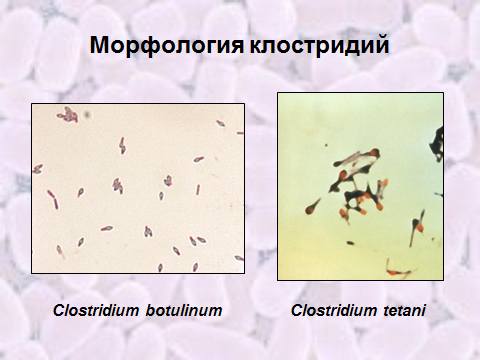 Морфология клостридий
Clostridium botulinum
Clostridium tetani